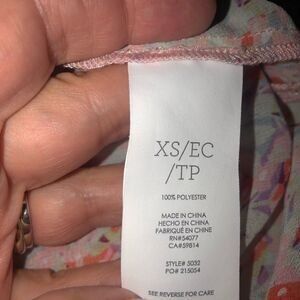 XS/EC
/TP
100% POLYESTER
MADE IN CHINA
HECHO EN CHINA
FABRIQUÉ EN CHINE
RN#54077
CA#59814
STYLE# 5032
PO# 215054
SEE REVERSE FOR CARE